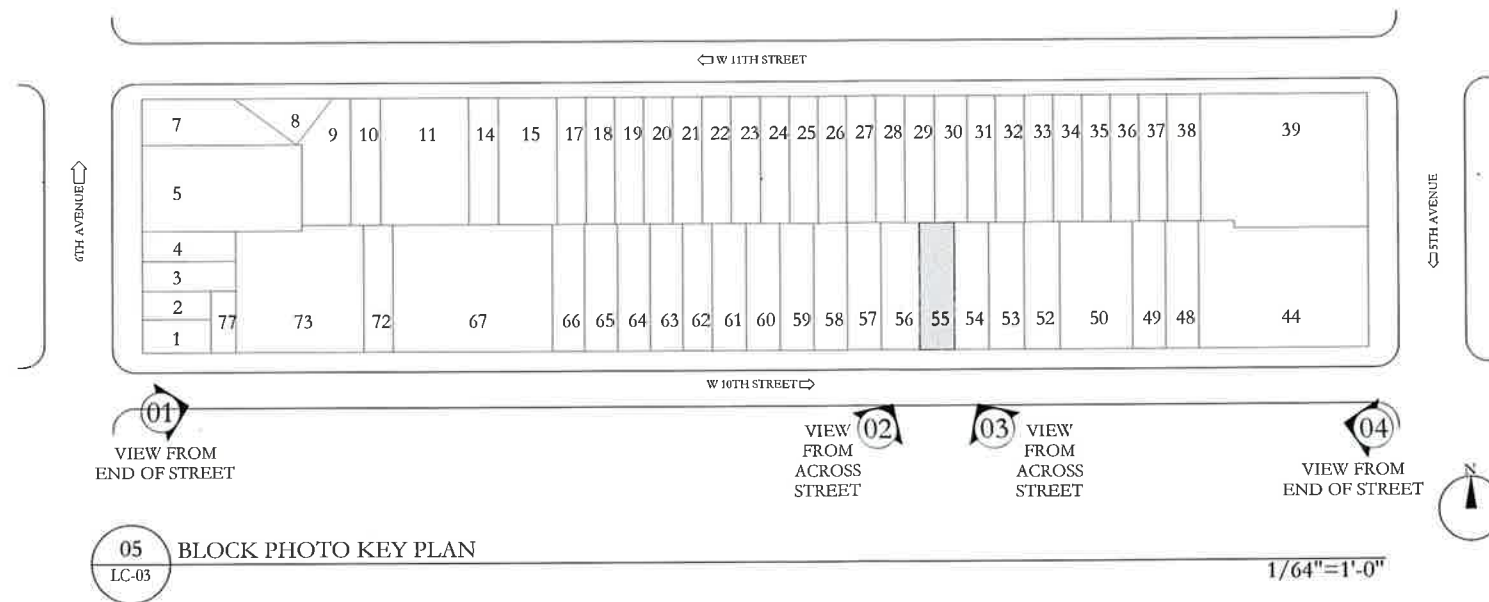 ⇦ W 11TH STREET
7
8
9 10 11 14 15 17 18 19 20 21 22 23 24 25 26 27 28 29 30 31 32 33 34 35 36 37 38 39
5
6TH AVENUE
5TH AVENUE
4
3
2
1
77 73 72 67 66 65 64 63 62 61 60 59 58 57 56 55 54 53 52 50 49 48 44
W 10TH STREET ⇨
01
VIEW FROM
END OF STREET
02
VIEW
FROM
ACROSS
STREET
03
VIEW
FROM
ACROSS
STREET
04
VIEW FROM
END OF STREET
N
05
LC-03
BLOCK PHOTO KEY PLAN
1/64"=1'-0"